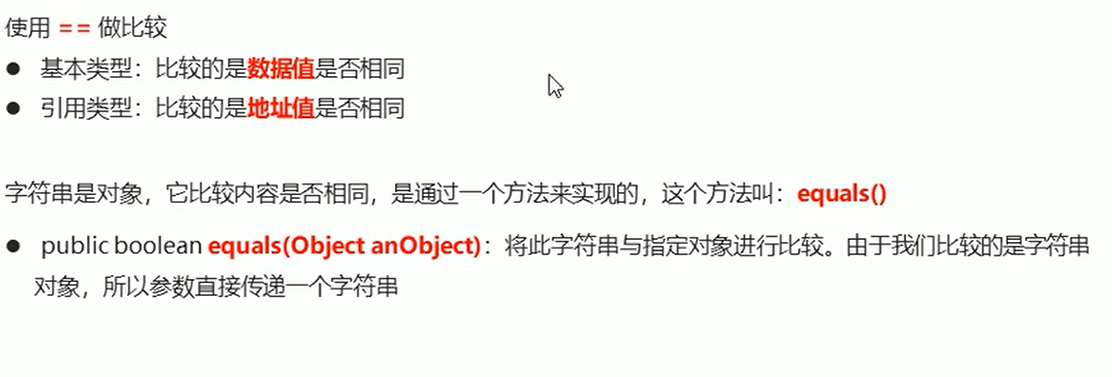 使用 == 做比较
● 基本类型：比较的是数据值是否相同
● 引用类型：比较的是地址值是否相同
字符串是对象，它比较内容是否相同，是通过一个方法来实现的，这个方法叫：equals()
● public boolean equals(Object anObject)：将此字符串与指定对象进行比较。由于我们比较的是字符串
对象，所以参数直接传递一个字符串